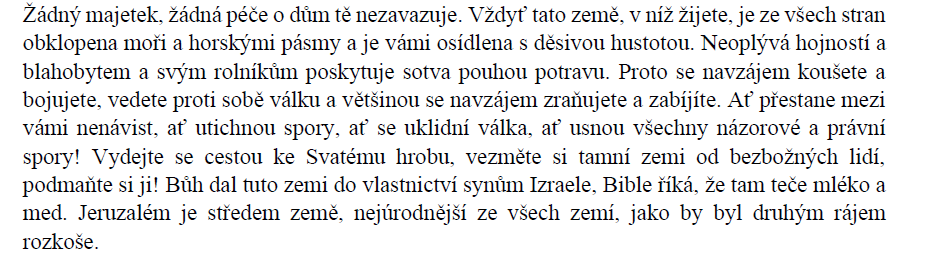 Žádný majetek, žádná péče o dům tě nezavazuje. Vždyť tato země, v níž žijete, je ze všech stran
obklopena moři a horskými pásmy a je vámi osídlena s děsivou hustotou. Neoplývá hojností a
blahobytem a svým rolníkům poskytuje sotva pouhou potravu. Proto se navzájem koušete a
bojujete, vedete proti sobě válku a většinou se navzájem zraňujete a zabíjíte. Ať přestane mezi
vámi nenávist, ať utichnou spory, ať se uklidní válka, ať usnou všechny názorové a právní
spory! Vydejte se cestou ke Svatému hrobu, vezměte si tamní zemi od bezbožných lidí,
podmaňte si ji! Bůh dal tuto zemi do vlastnictví synům Izraele, Bible říká, že tam teče mléko a
med. Jeruzalém je středem země, nejúrodnější ze všech zemí, jako by byl druhým rájem
rozkoše.